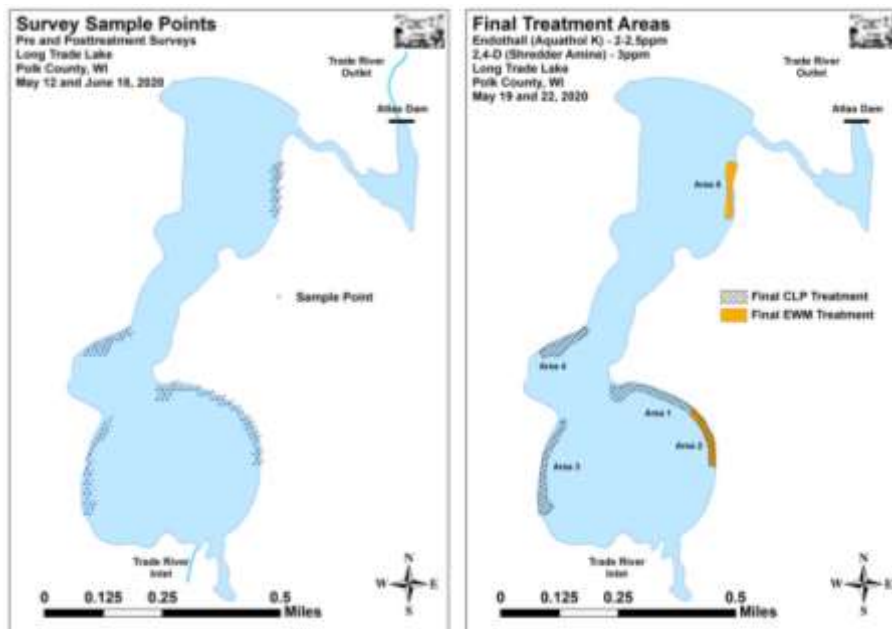 Survey Sample Points
Pre and Posttreatment Surveys
Long Trade Lake
Polk County, WI
May 12 and June 18, 2020
Trade River
Outlet
Atlas Dam
Sample Point
Trade River
Inlet
N
W
E
S
0
0.125
0.25
0.5
Miles
Final Treatment Areas
Endothall (Aquathol K) - 2-2.5ppm
2,4-D (Shredder Amine) - 3ppm
Long Trade Lake
Polk County, WI
May 19 and 22, 2020
Trade River
Outlet
Atlas Dam
Final CLP Treatment
Final EWM Treatment
Area 1
Area 2
Area 3
Trade River
Inlet
N
W
E
S
0
0.125
0.25
0.5
Miles